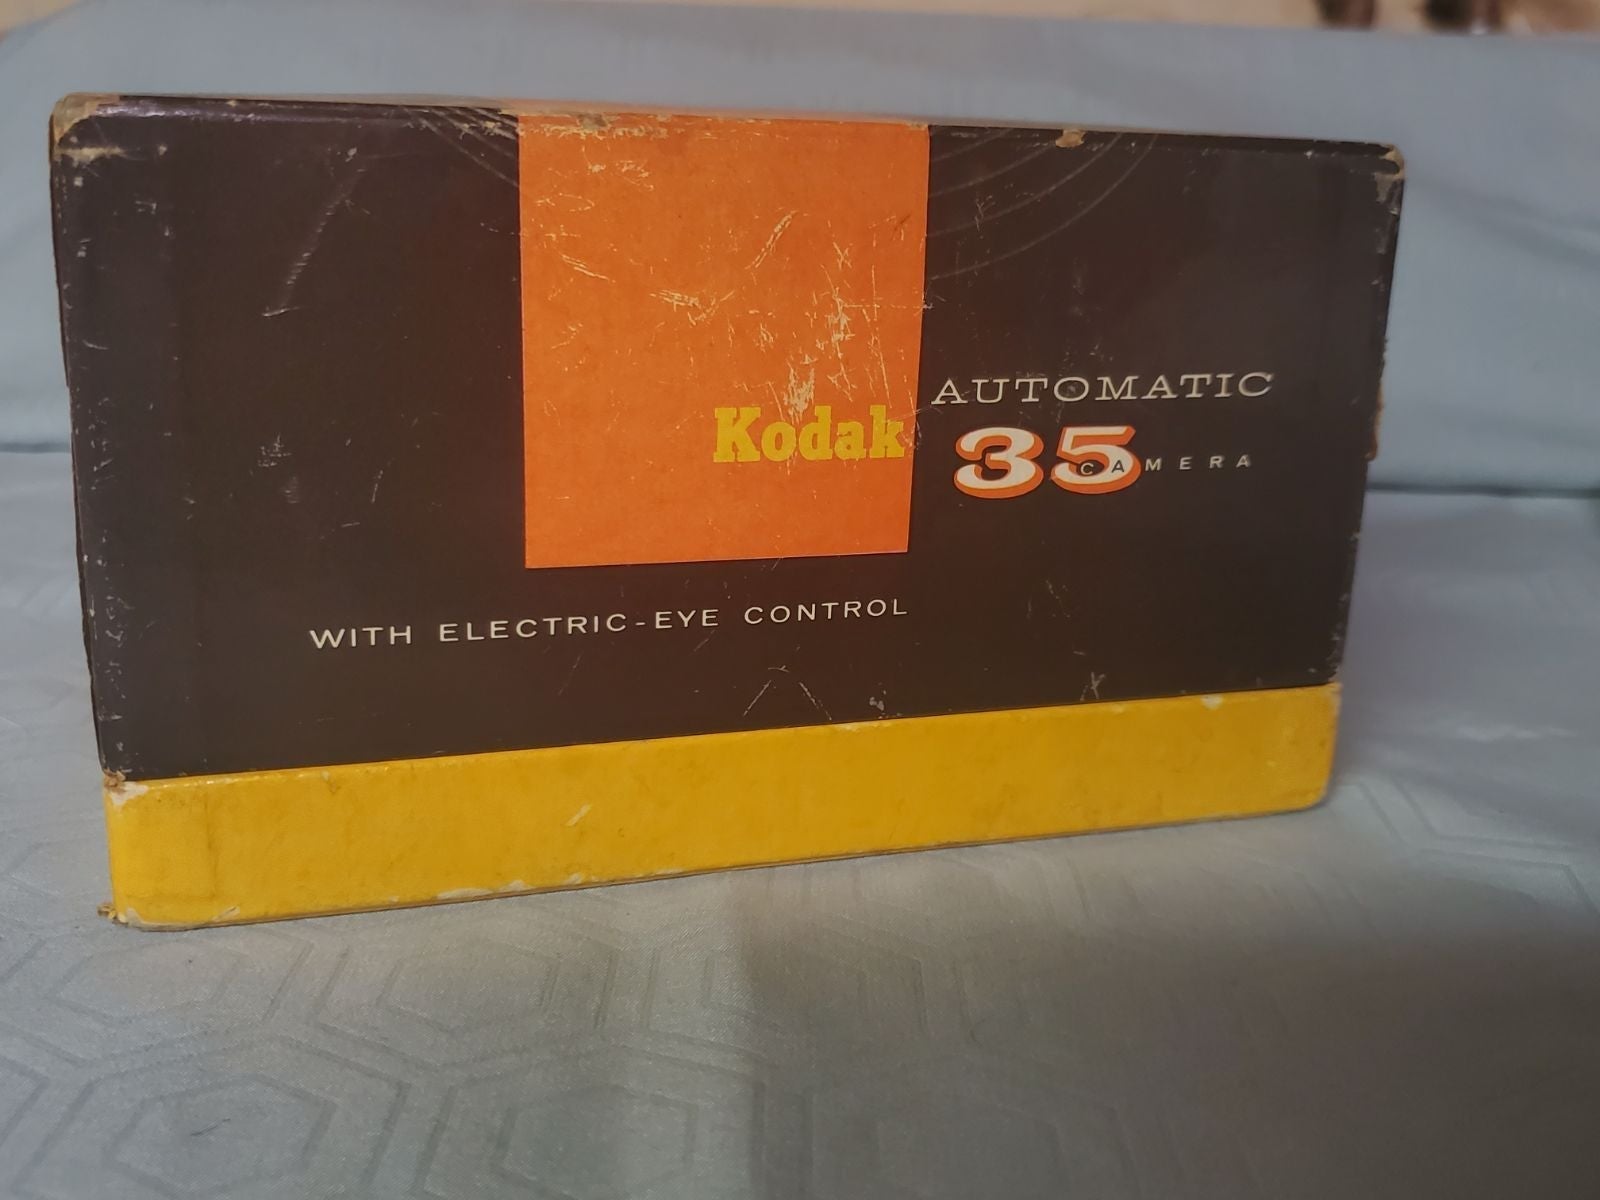 AUTOMATIC
Kodak 35 CAMERA
WITH ELECTRIC-EYE CONTROL